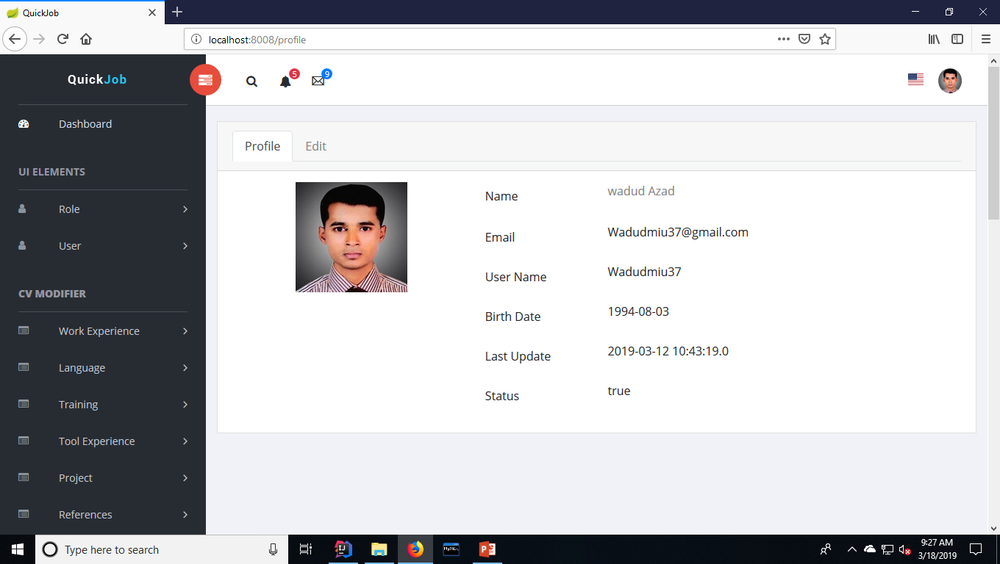 QuickJob
localhost:8008/profile
QuickJob
5
9
Dashboard
UI ELEMENTS
Role
User
CV MODIFIER
Work Experience
Language
Training
Tool Experience
Project
References
Profile
Edit
Name
wadud Azad
Email
Wadudmiu37@gmail.com
User Name
Wadudmiu37
Birth Date
1994-08-03
Last Update
2019-03-12 10:43:19.0
Status
true
Type here to search
IJ
MySQL
P
9:27 AM
3/18/2019